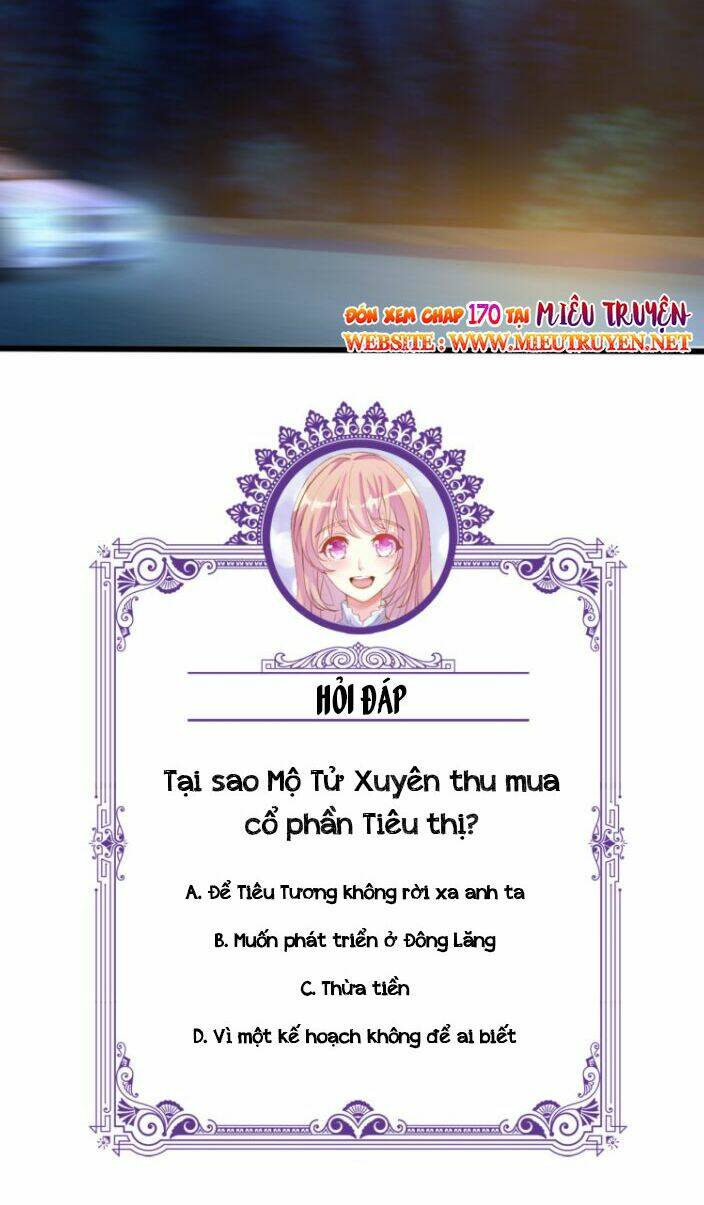 ĐÓN XEM CHAP 170 TẠI MIÊU TRUYỆN
WEBSITE : WWW.MIEUTRUYEN.NET
HỎI ĐÁP
Tại sao Mộ Tử Xuyên thu mua
cổ phần Tiêu thị?
A. Để Tiêu Tương không rời xa anh ta
B. Muốn phát triển ở Đông Lăng
C. Thừa tiền
D. Vì một kế hoạch không để ai biết